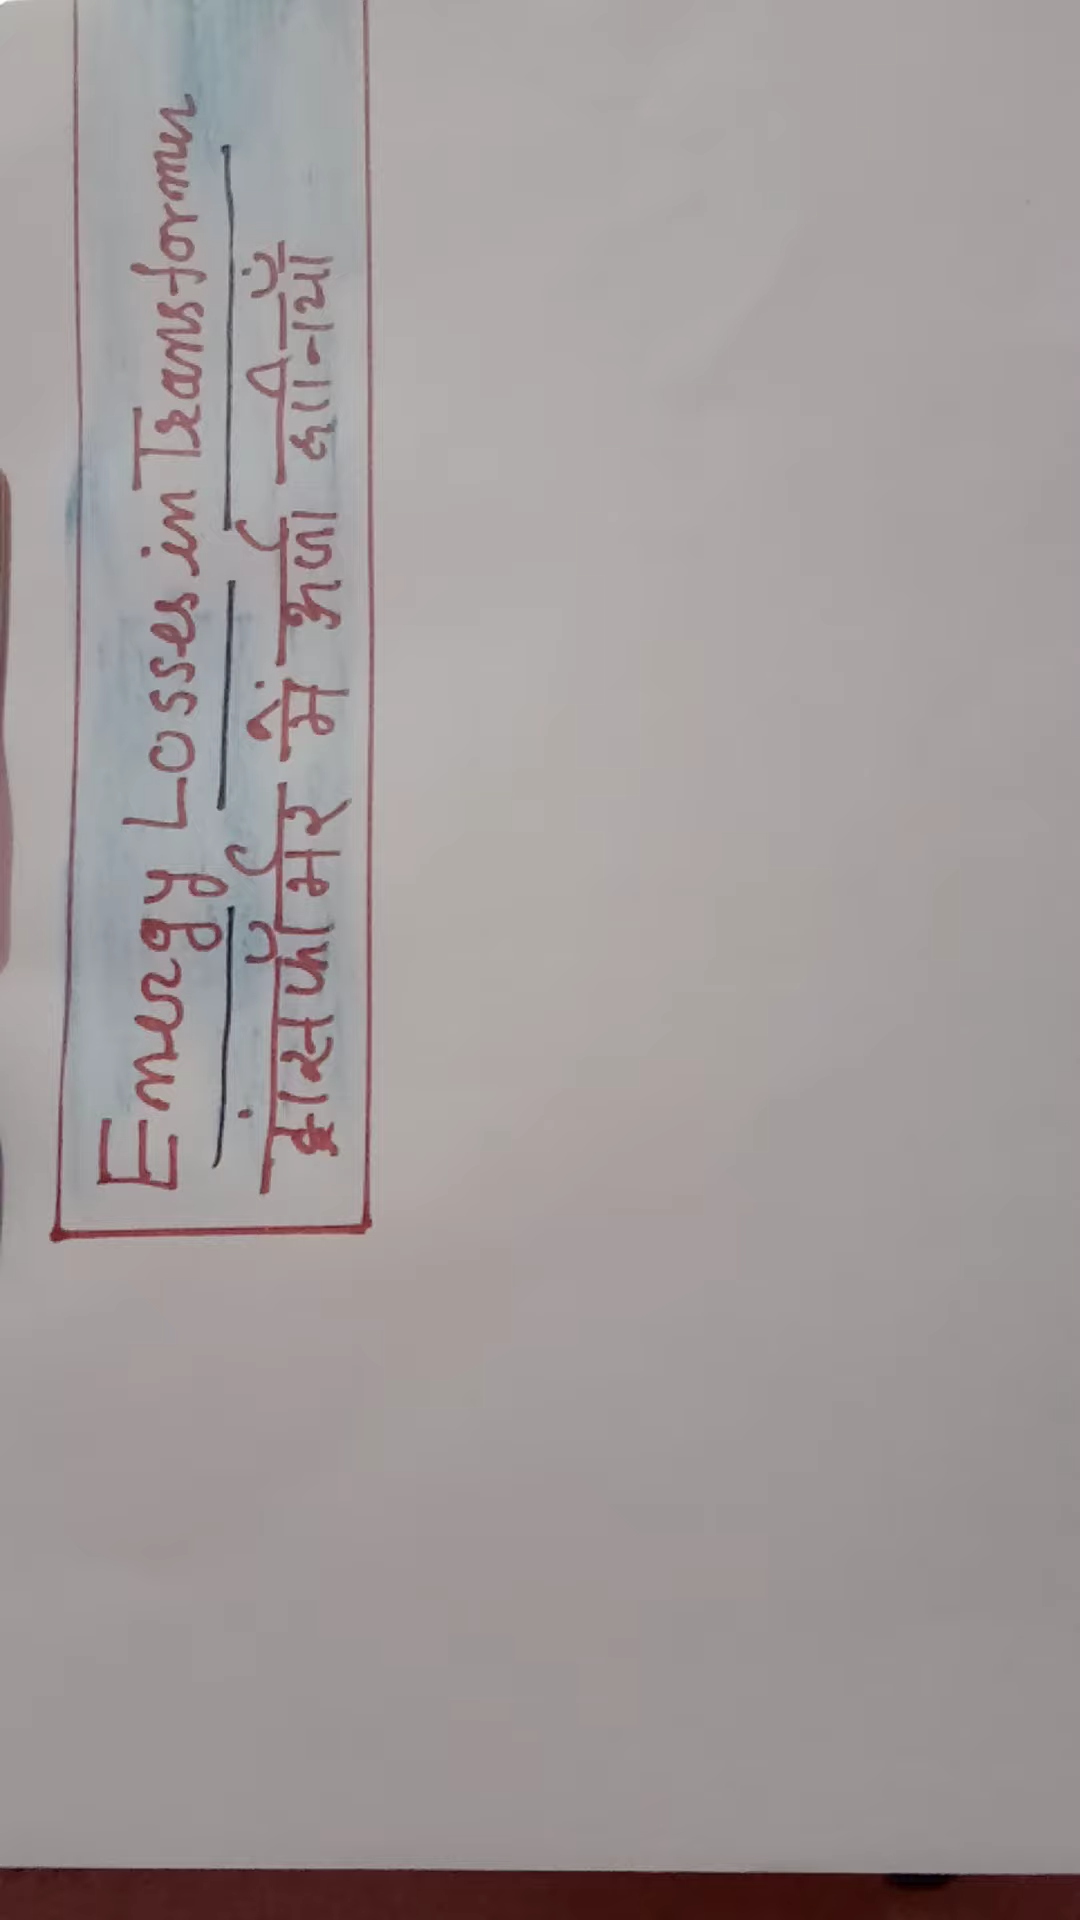 Energy Losses in Transformer
ट्रांसफॉर्मर में ऊर्जा हानियाँ